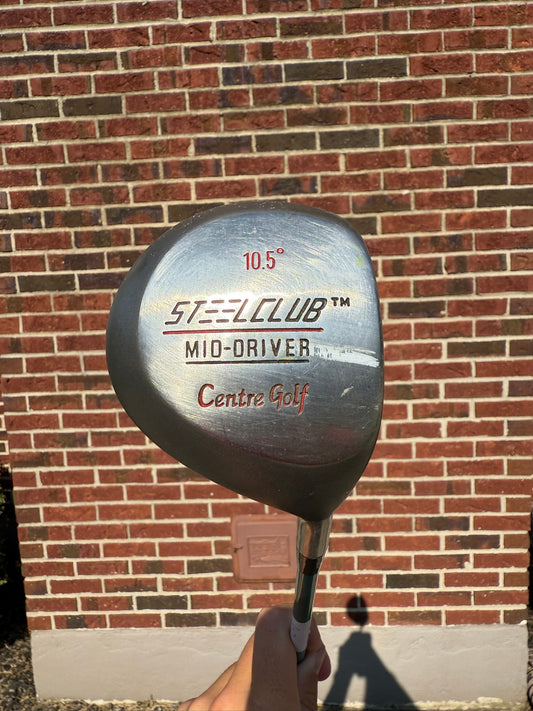 10.5°
STEELCLUB™
MID-DRIVER
Centre Golf